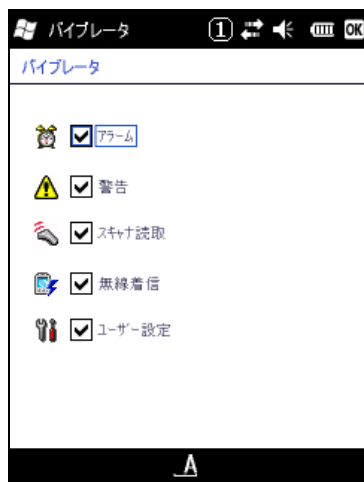 バイブレータ 1 OK
バイブレータ
アラーム
警告
スキャナ読取
無線着信
ユーザー設定
A